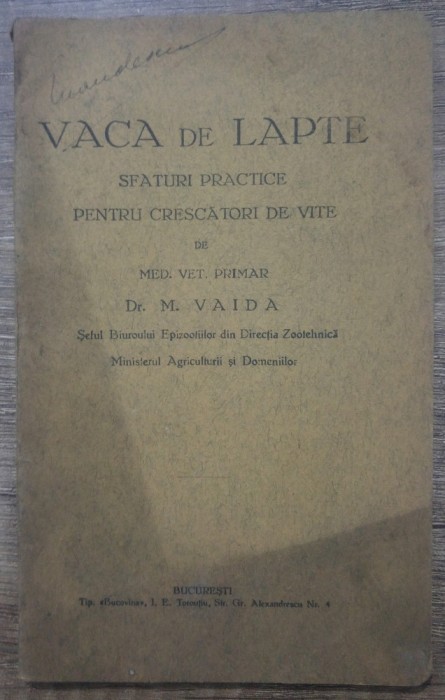 VACA DE LAPTE
SFATURI PRACTICE
PENTRU CRESCĂTORI DE VITE
DE
MED. VET. PRIMAR
Dr. M. VAIDA
Șeful Biuroului Epizootiilor din Direcția Zootehnică
Ministerul Agriculturii și Domeniilor
BUCUREȘTI
Tip. «Bucovina», I. E. Torouțiu, Str. Gr. Alexandrescu No. 4